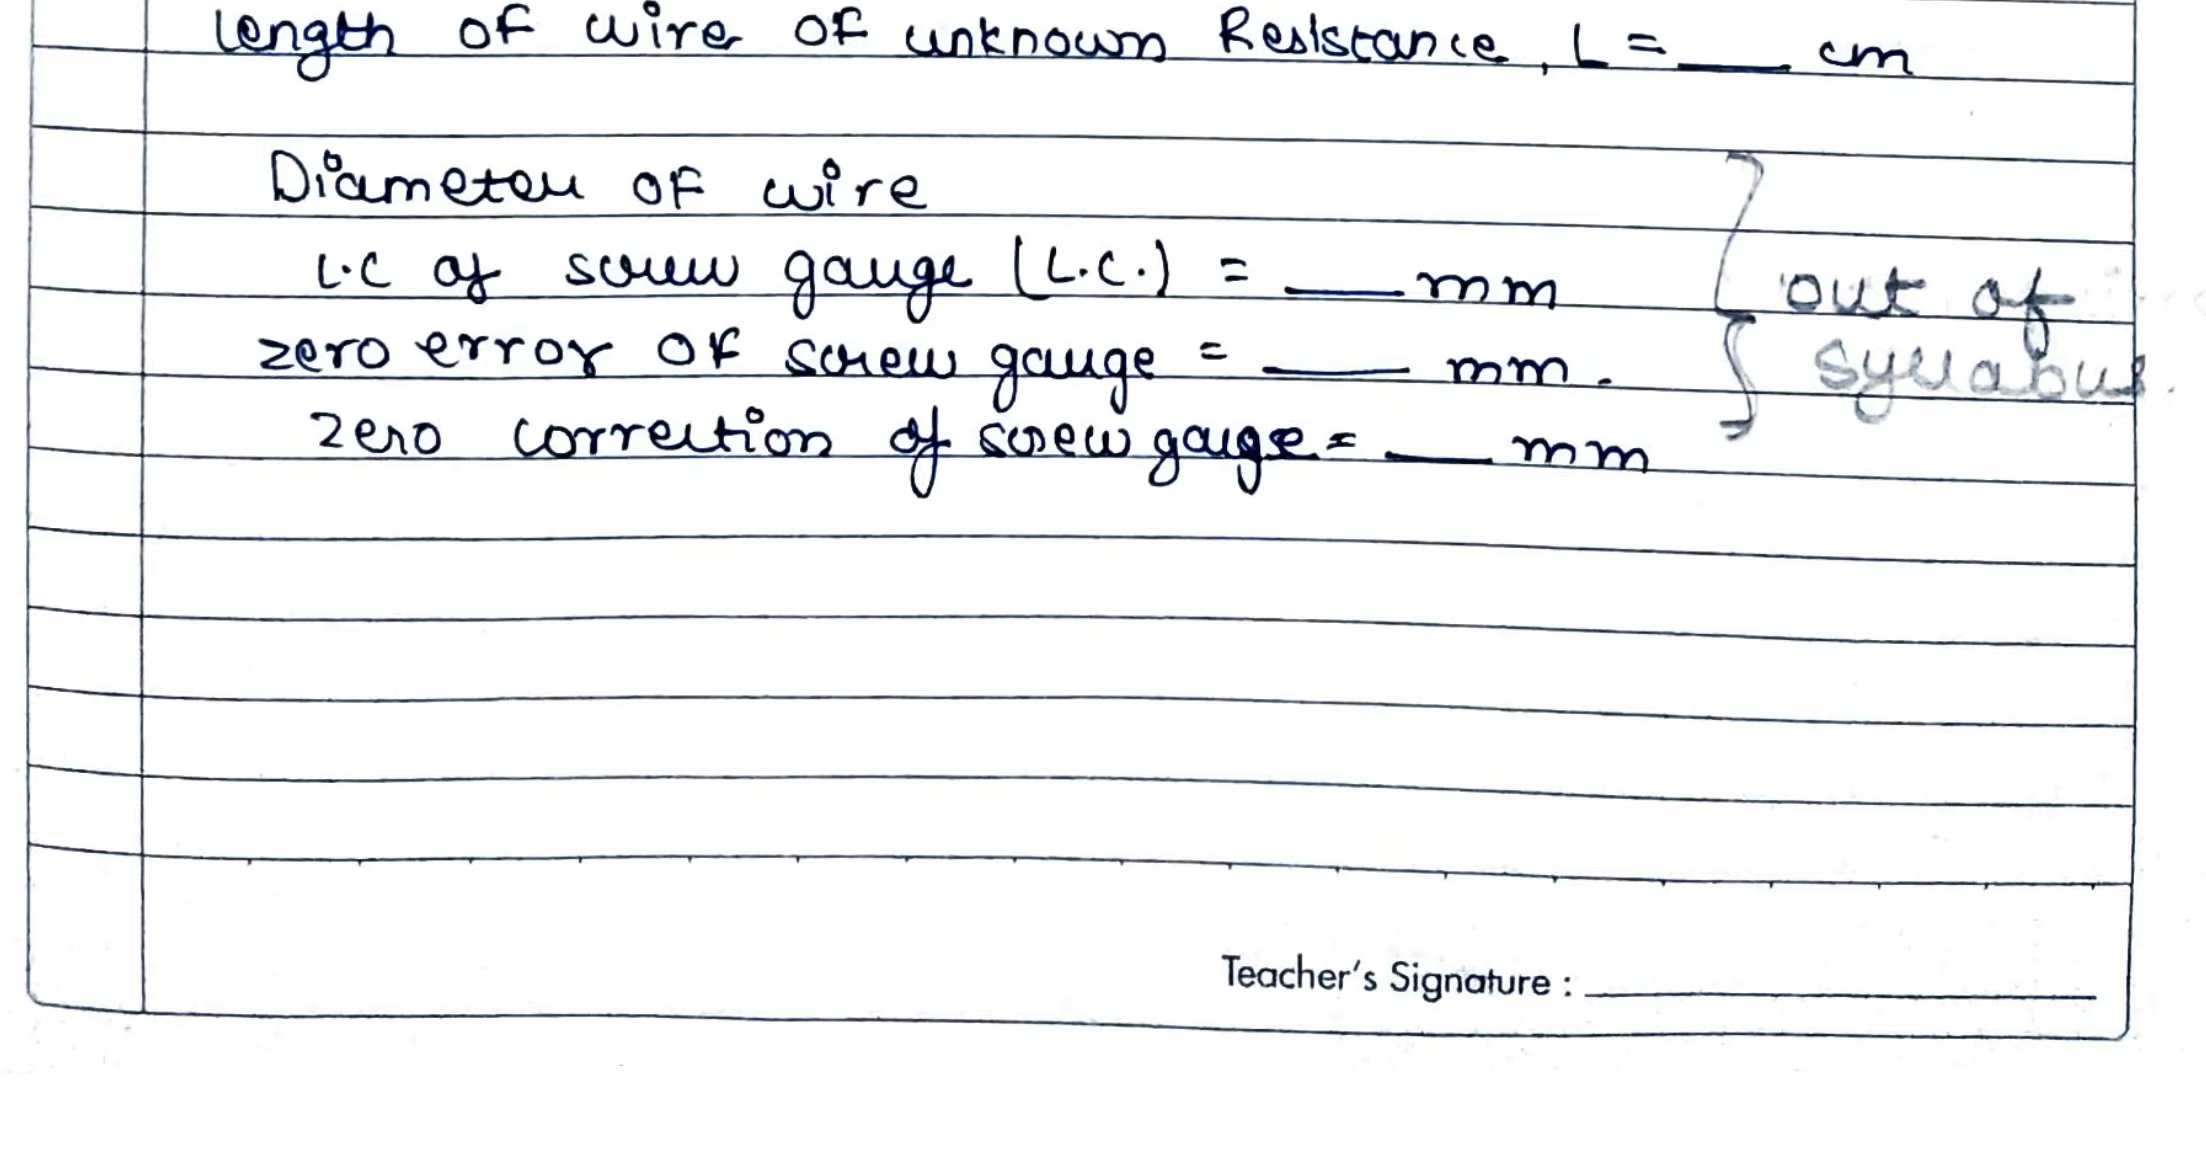 length of wire of unknown Resistance, L = ___ cm
Diameter of wire
L.C of screw gauge (L.C.) = ___ mm
out of
zero error of screw gauge = ___ mm.
syllabus.
zero correction of screw gauge = ___ mm
Teacher's Signature : ___